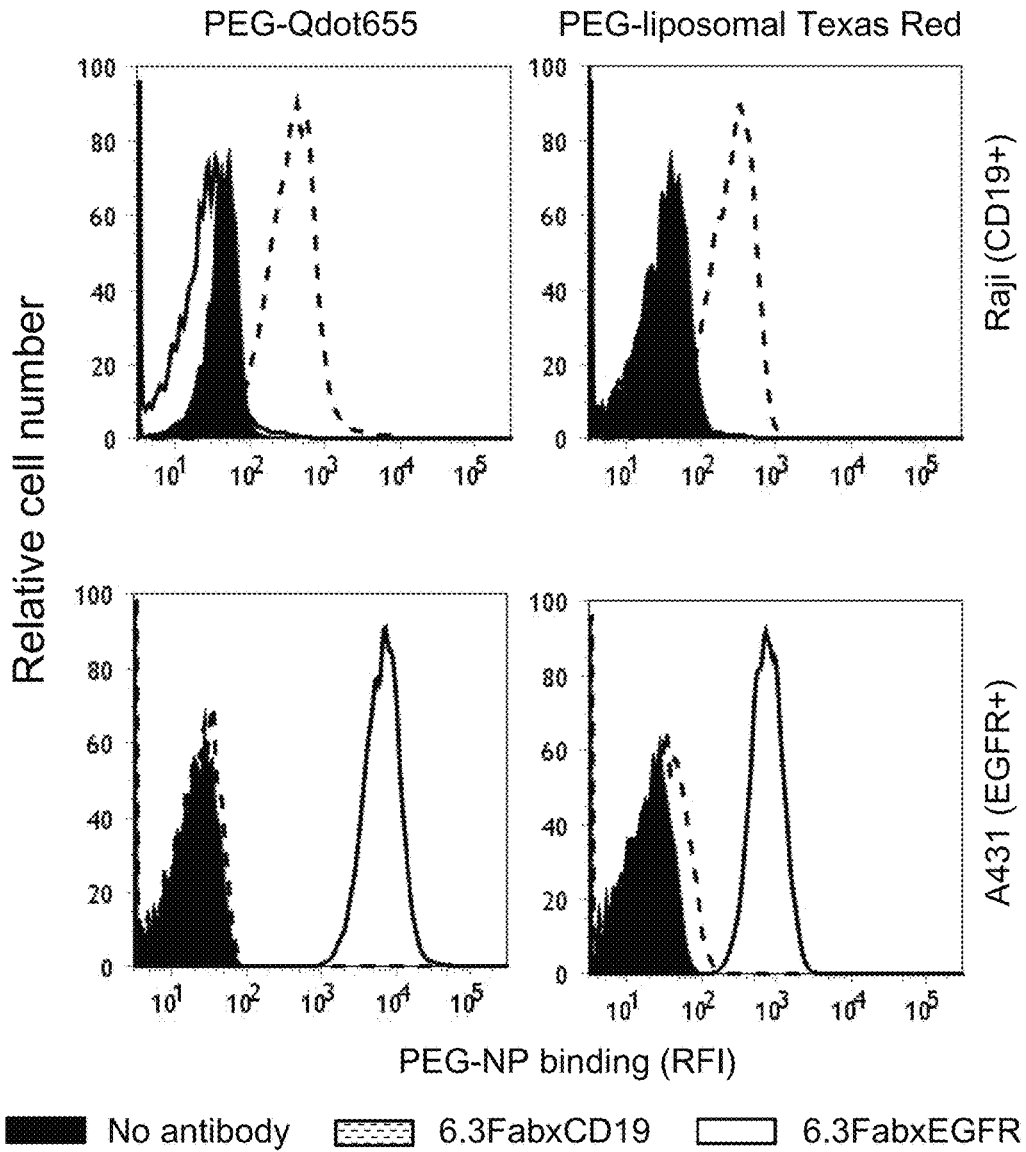 PEG-Qdot655
PEG-liposomal Texas Red
Relative cell number
100
80
60
40
20
0
10¹ 10² 10³ 10⁴ 10⁵
100
80
60
40
20
0
10¹ 10² 10³ 10⁴ 10⁵
Raji (CD19+)
100
80
60
40
20
0
10¹ 10² 10³ 10⁴ 10⁵
100
80
60
40
20
0
10¹ 10² 10³ 10⁴ 10⁵
A431 (EGFR+)
PEG-NP binding (RFI)
No antibody
6.3FabxCD19
6.3FabxEGFR